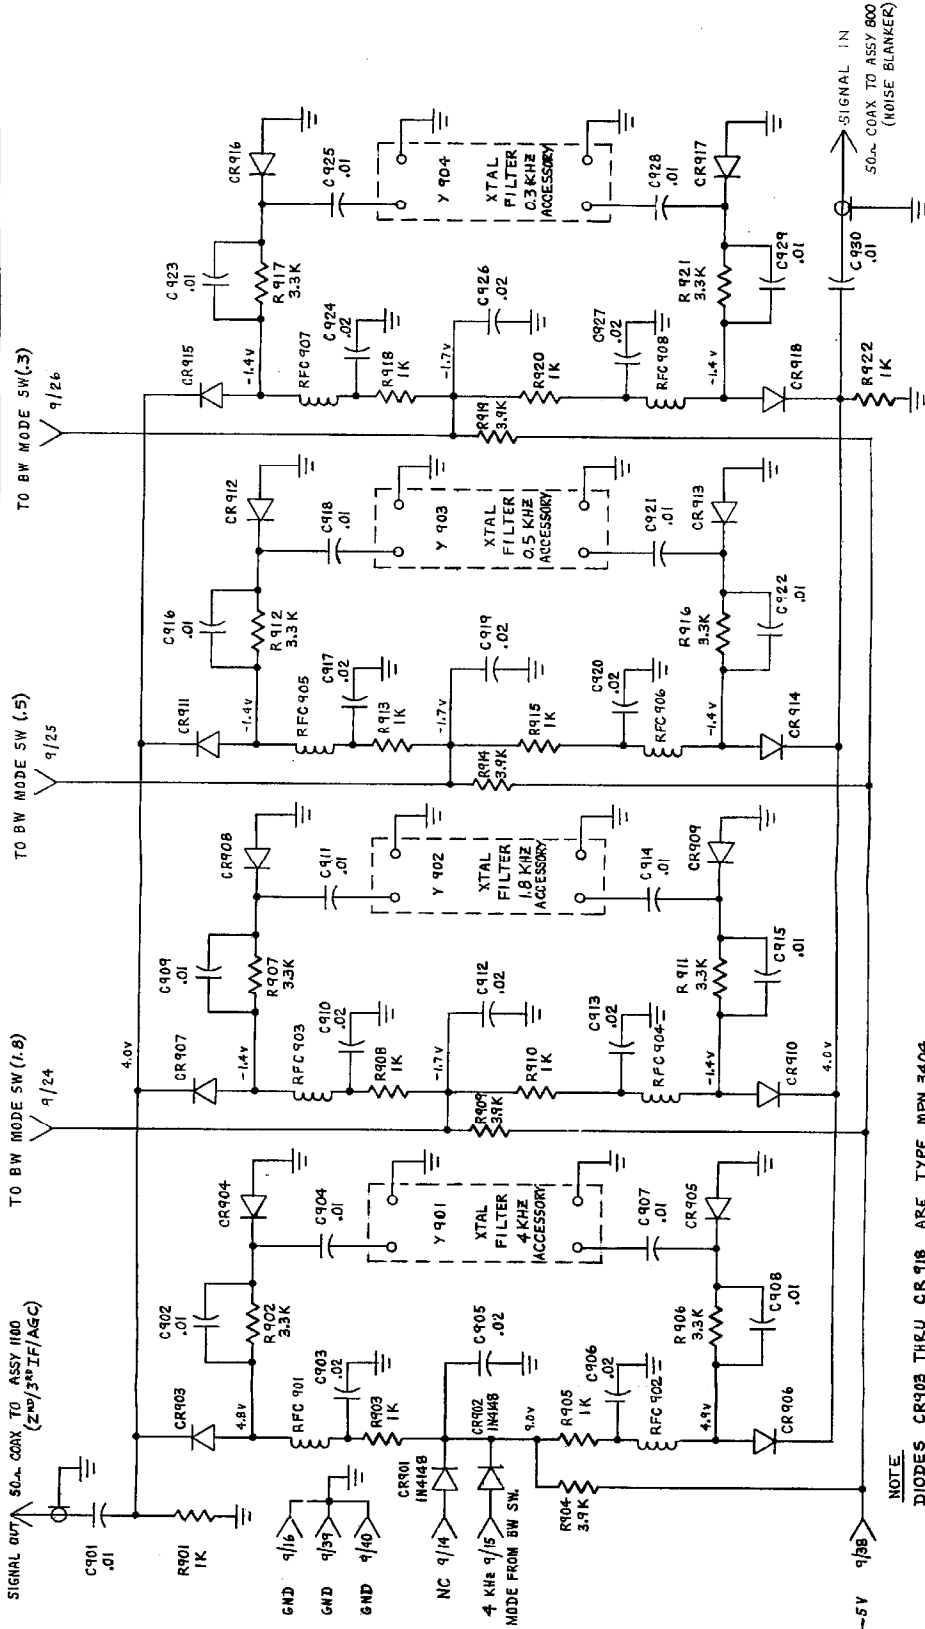 SIGNAL OUT
50Ω COAX TO ASSY 1100
(2ND/3RD IF/AGC)
TO BW MODE SW (1.8)
9/24
TO BW MODE SW (.5)
9/25
TO BW MODE SW (.3)
9/26
C901
.01
R901
1K
4.0V
CR903
C902
.01
R902
3.3K
CR904
4.8V
RFC 901
C903
.02
R903
1K
C904
.01
Y 901
XTAL
FILTER
4 KHZ
ACCESSORY
GND 9/16
GND 9/39
GND 9/40
NC 9/14
4 KHz 9/15
MODE FROM BW SW.
CR901
1N4148
CR902
1N4148
C905
.02
9.0V
R904
3.9K
R905
1K
C906
.02
RFC 902
C907
.01
4.9V
R906
3.3K
CR905
C908
.01
CR906
-5V 9/38
CR907
C909
.01
R907
3.3K
CR908
-1.4V
RFC 903
C910
.02
R908
1K
C911
.01
Y 902
XTAL
FILTER
1.8 KHZ
ACCESSORY
-1.7V
C912
.02
R909
3.9K
R910
1K
C913
.02
RFC 904
C914
.01
-1.4V
R911
3.3K
CR909
C915
.01
CR910
4.0V
CR911
C916
.01
R912
3.3K
CR912
-1.4V
RFC905
C917
.02
R913
1K
C918
.01
Y 903
XTAL
FILTER
0.5 KHZ
ACCESSORY
-1.7V
C919
.02
R914
3.9K
R915
1K
C920
.02
RFC906
C921
.01
-1.4V
R916
3.3K
CR913
C922
.01
CR914
CR915
C923
.01
R917
3.3K
CR916
-1.4V
RFC907
C924
.02
R918
1K
C925
.01
Y 904
XTAL
FILTER
0.3 KHZ
ACCESSORY
-1.7V
C926
.02
R919
3.9K
R920
1K
C927
.02
RFC908
C928
.01
-1.4V
R921
3.3K
CR917
C929
.01
CR918
R922
1K
C930
.01
SIGNAL IN
50Ω COAX TO ASSY 800
(NOISE BLANKER)
NOTE
DIODES CR903 THRU CR918 ARE TYPE MPN 3404